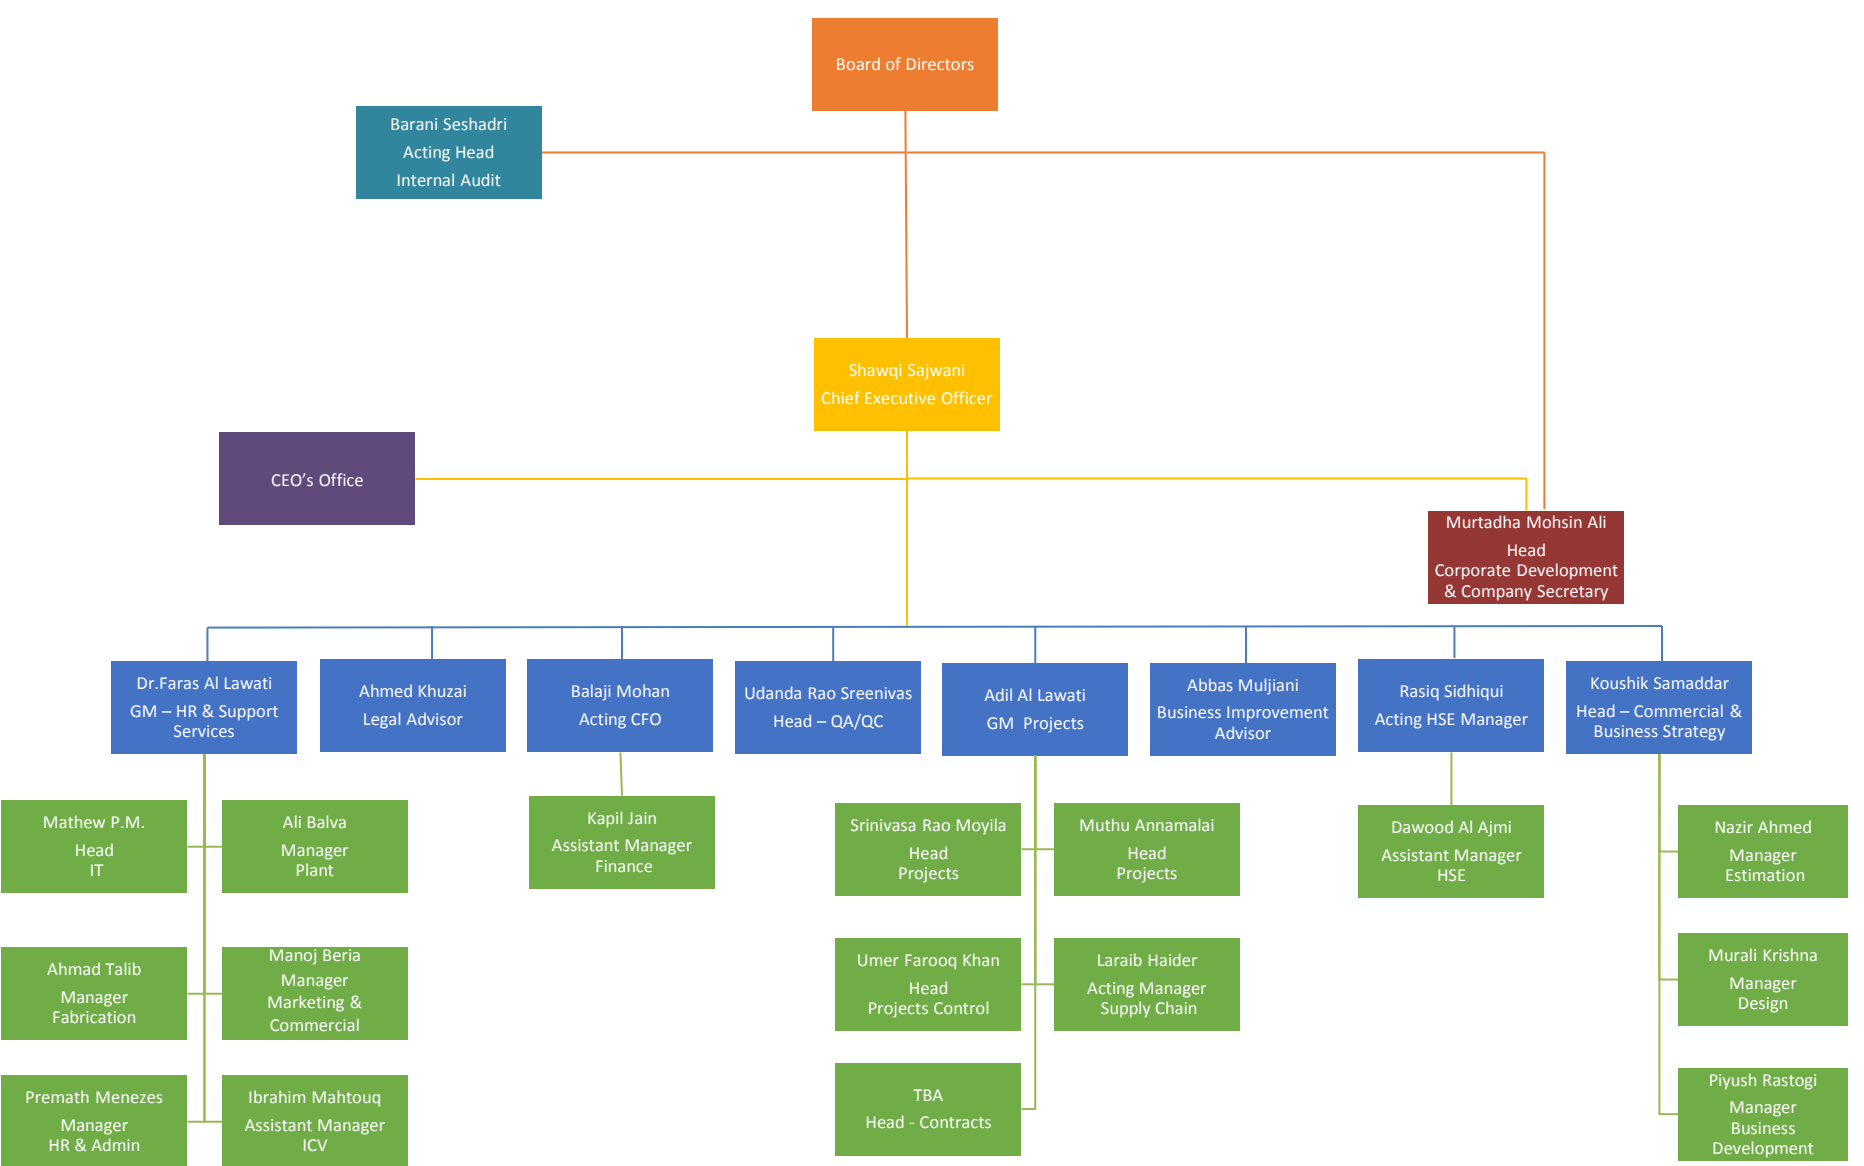 Board of Directors
Barani Seshadri
Acting Head
Internal Audit
Shawqi Sajwani
Chief Executive Officer
CEO’s Office
Murtadha Mohsin Ali
Head
Corporate Development
& Company Secretary
Dr.Faras Al Lawati
GM – HR & Support
Services
Ahmed Khuzai
Legal Advisor
Balaji Mohan
Acting CFO
Udanda Rao Sreenivas
Head – QA/QC
Adil Al Lawati
GM  Projects
Abbas Muljiani
Business Improvement
Advisor
Rasiq Sidhiqui
Acting HSE Manager
Koushik Samaddar
Head – Commercial &
Business Strategy
Mathew P.M.
Head
IT
Ali Balva
Manager
Plant
Kapil Jain
Assistant Manager
Finance
Srinivasa Rao Moyila
Head
Projects
Muthu Annamalai
Head
Projects
Dawood Al Ajmi
Assistant Manager
HSE
Nazir Ahmed
Manager
Estimation
Ahmad Talib
Manager
Fabrication
Manoj Beria
Manager
Marketing &
Commercial
Umer Farooq Khan
Head
Projects Control
Laraib Haider
Acting Manager
Supply Chain
Murali Krishna
Manager
Design
Premath Menezes
Manager
HR & Admin
Ibrahim Mahtouq
Assistant Manager
ICV
TBA
Head - Contracts
Piyush Rastogi
Manager
Business
Development